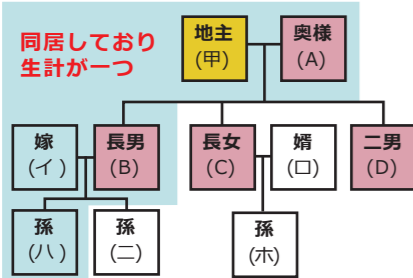 同居しており
生計が一つ
地主
(甲)
奥様
(A)
嫁
(イ)
長男
(B)
長女
(C)
婿
(ロ)
二男
(D)
孫
(ハ)
孫
(ニ)
孫
(ホ)